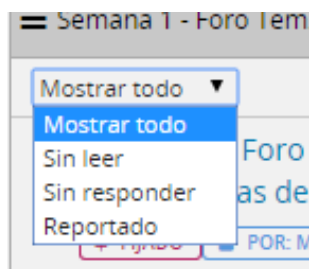 Semana 1 - Foro Tem
Mostrar todo
Mostrar todo
Sin leer
Foro
Sin responder
as de
Reportado
FIJADO
POR: M